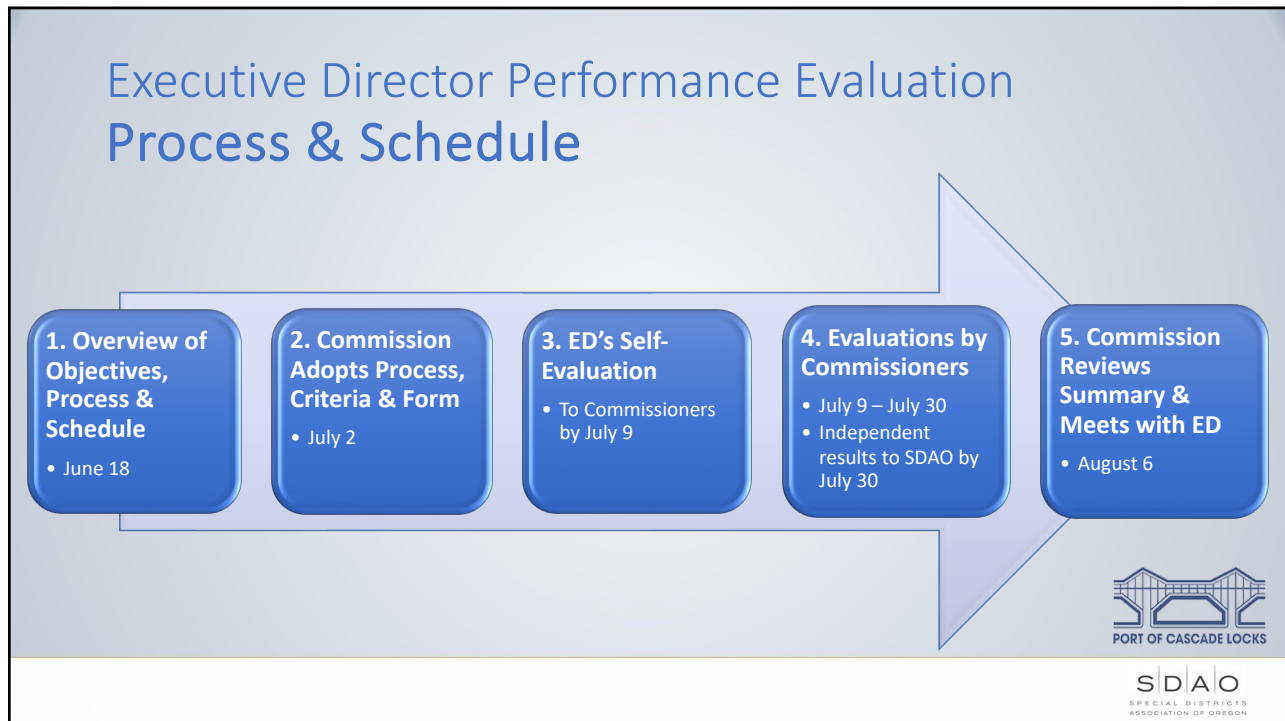 Executive Director Performance Evaluation
Process & Schedule
1. Overview of
Objectives,
Process &
Schedule
• June 18
2. Commission
Adopts Process,
Criteria & Form
• July 2
3. ED's Self-
Evaluation
• To Commissioners
by July 9
4. Evaluations by
Commissioners
• July 9 – July 30
• Independent
results to SDAO by
July 30
5. Commission
Reviews
Summary &
Meets with ED
• August 6
PORT OF CASCADE LOCKS
S|D|A|O
SPECIAL DISTRICTS
ASSOCIATION OF OREGON